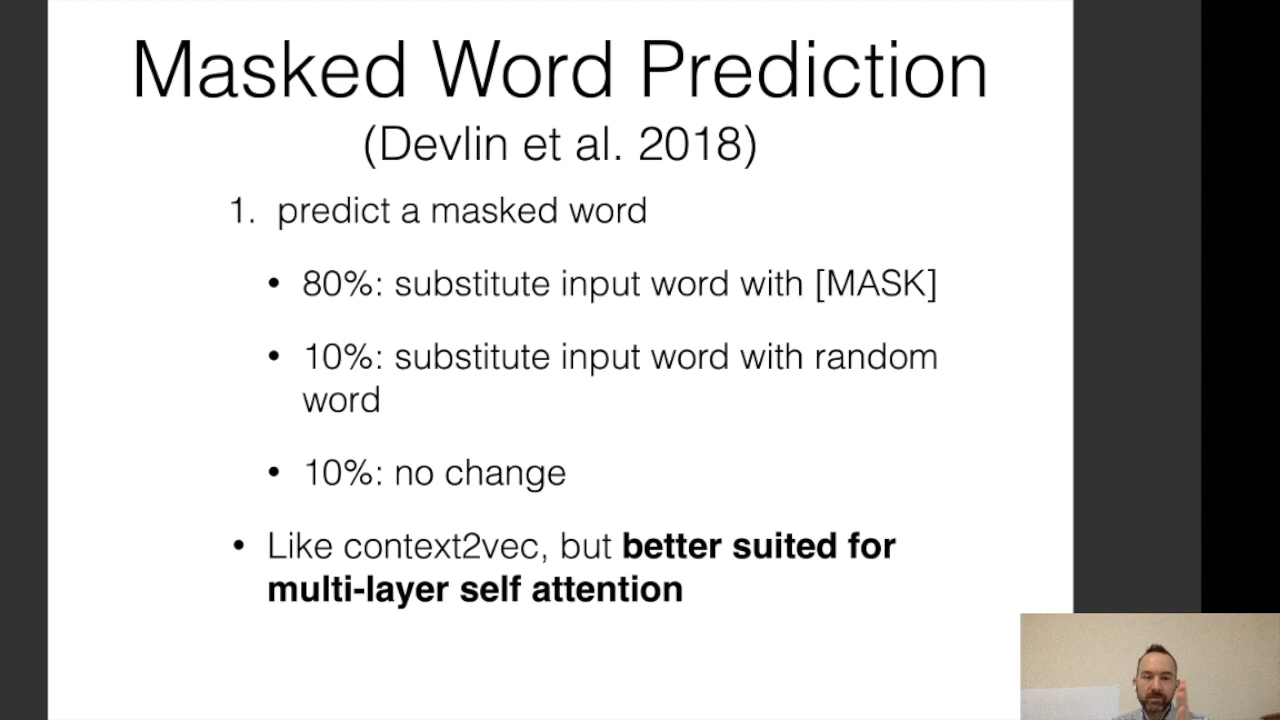 Masked Word Prediction
(Devlin et al. 2018)
1. predict a masked word
• 80%: substitute input word with [MASK]
• 10%: substitute input word with random
word
• 10%: no change
• Like context2vec, but better suited for
multi-layer self attention